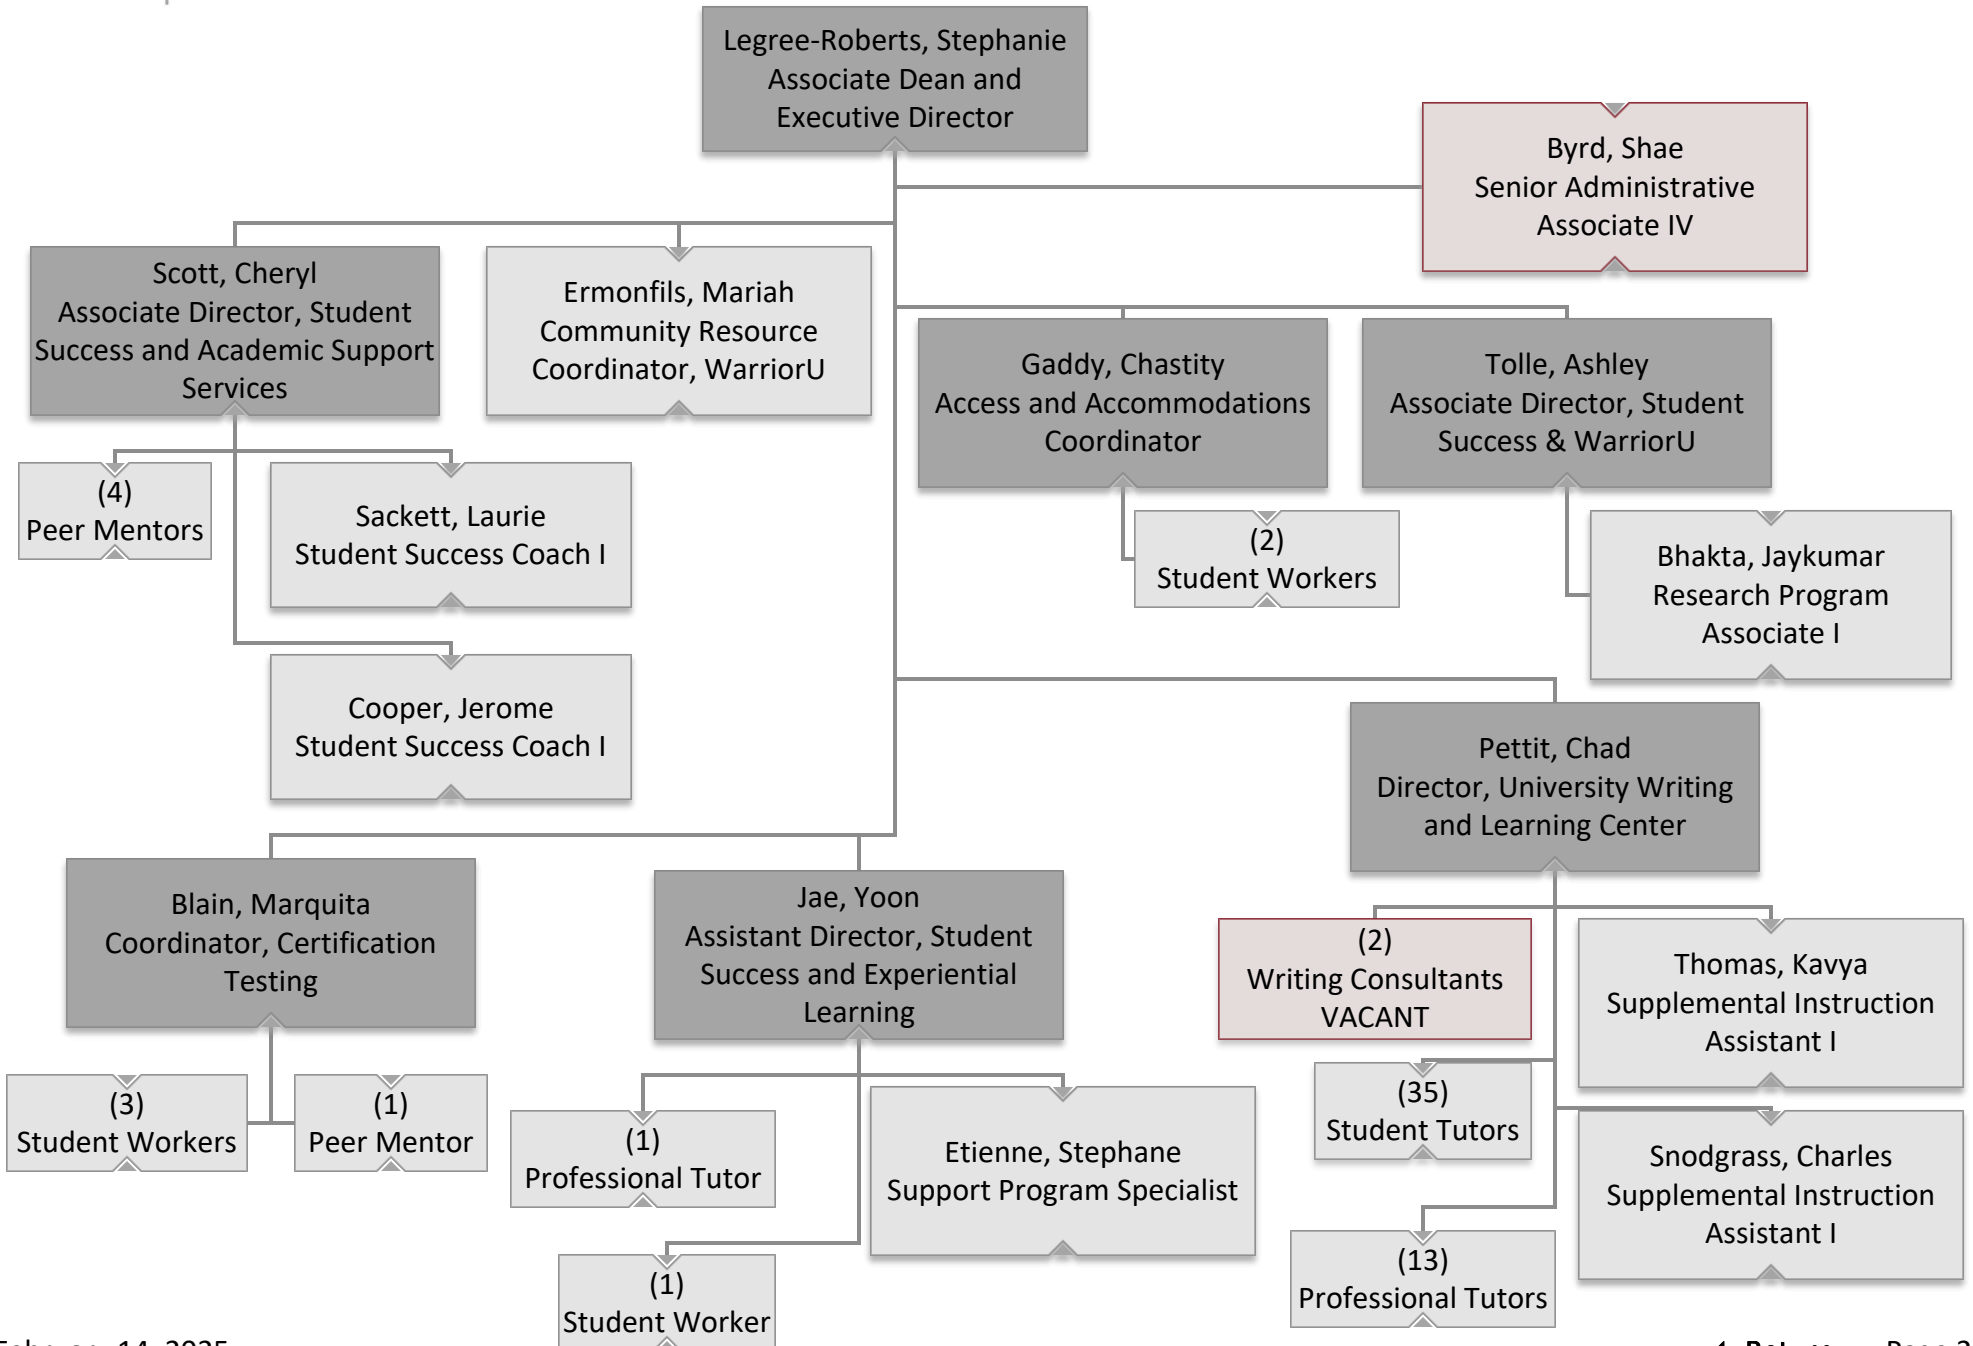 Legree-Roberts, Stephanie
Associate Dean and
Executive Director
Byrd, Shae
Senior Administrative
Associate IV
Scott, Cheryl
Associate Director, Student
Success and Academic Support
Services
Ermonfils, Mariah
Community Resource
Coordinator, WarriorU
Gaddy, Chastity
Access and Accommodations
Coordinator
Tolle, Ashley
Associate Director, Student
Success & WarriorU
(4)
Peer Mentors
Sackett, Laurie
Student Success Coach I
(2)
Student Workers
Bhakta, Jaykumar
Research Program
Associate I
Cooper, Jerome
Student Success Coach I
Pettit, Chad
Director, University Writing
and Learning Center
Blain, Marquita
Coordinator, Certification
Testing
Jae, Yoon
Assistant Director, Student
Success and Experiential
Learning
(2)
Writing Consultants
VACANT
Thomas, Kavya
Supplemental Instruction
Assistant I
(3)
Student Workers
(1)
Peer Mentor
(1)
Professional Tutor
Etienne, Stephane
Support Program Specialist
(35)
Student Tutors
Snodgrass, Charles
Supplemental Instruction
Assistant I
(1)
Student Worker
(13)
Professional Tutors
14, 2025
Page